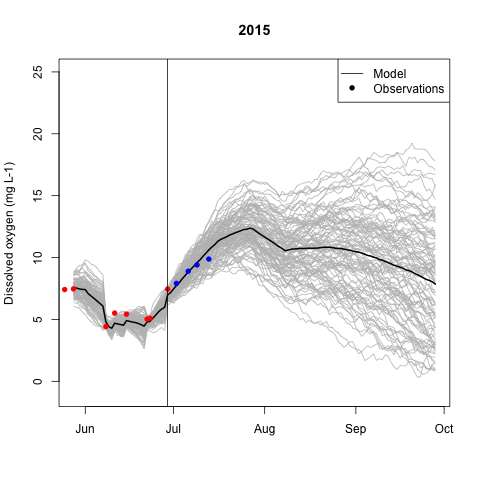 2015
Dissolved oxygen (mg L-1)
25
20
15
10
5
0
Model
Observations
Jun
Jul
Aug
Sep
Oct